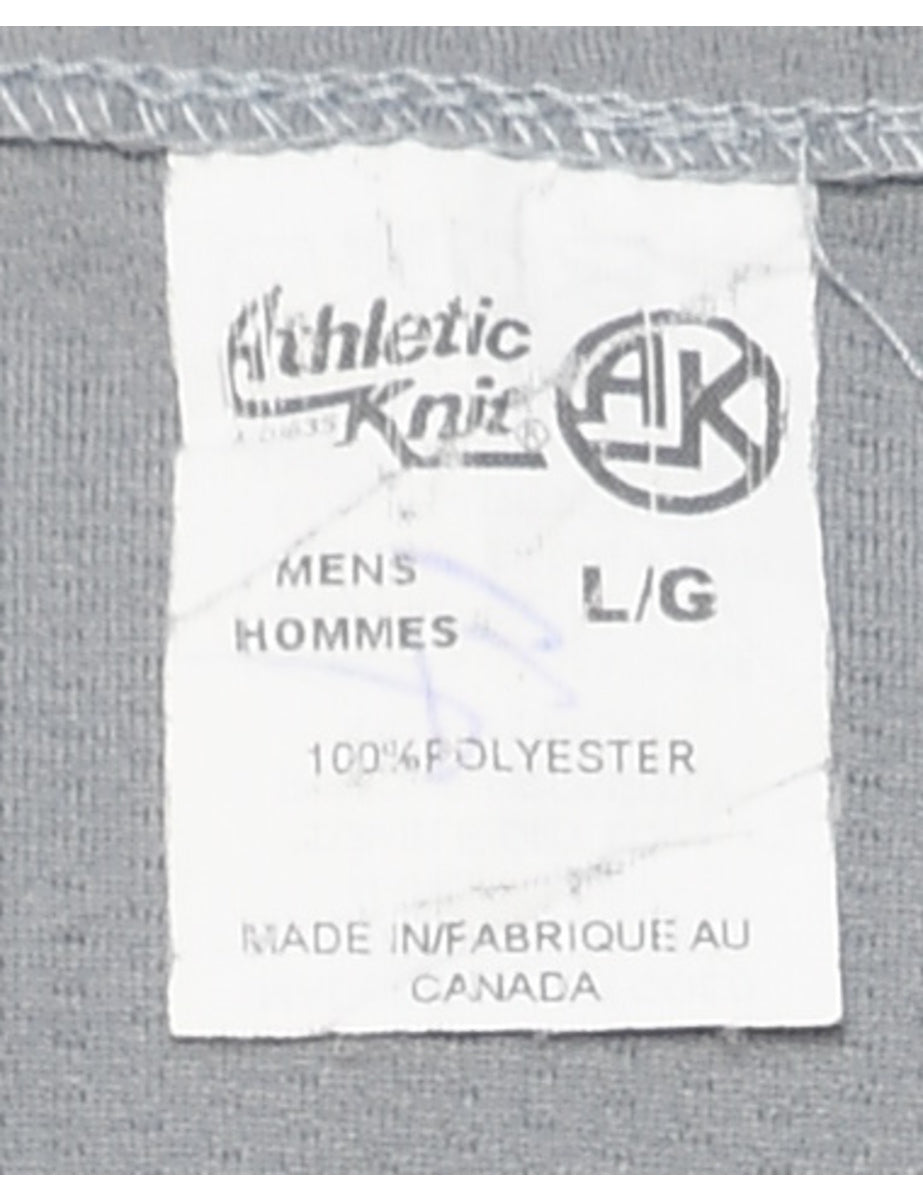 Athletic
Knit ®
AK
MENS
HOMMES
L/G
100% POLYESTER
MADE IN/FABRIQUE AU
CANADA